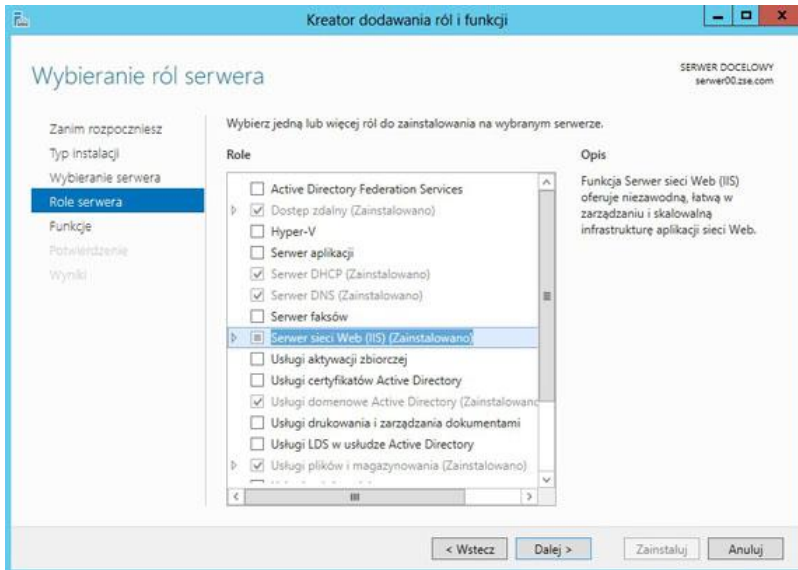 Kreator dodawania ról i funkcji
Wybieranie ról serwera
SERWER DOCELOWY
serwer00.zse.com
Zanim rozpoczniesz
Typ instalacji
Wybieranie serwera
Role serwera
Funkcje
Potwierdzenie
Wyniki
Wybierz jedną lub więcej ról do zainstalowania na wybranym serwerze.
Role
Active Directory Federation Services
Dostęp zdalny (Zainstalowano)
Hyper-V
Serwer aplikacji
Serwer DHCP (Zainstalowano)
Serwer DNS (Zainstalowano)
Serwer faksów
Serwer sieci Web (IIS) (Zainstalowano)
Usługi aktywacji zbiorczej
Usługi certyfikatów Active Directory
Usługi domenowe Active Directory (Zainstalowano
Usługi drukowania i zarządzania dokumentami
Usługi LDS w usłudze Active Directory
Usługi plików i magazynowania (Zainstalowano)
Opis
Funkcja Serwer sieci Web (IIS)
oferuje niezawodną, łatwą w
zarządzaniu i skalowalną
infrastrukturę aplikacji sieci Web.
< Wstecz
Dalej >
Zainstaluj
Anuluj